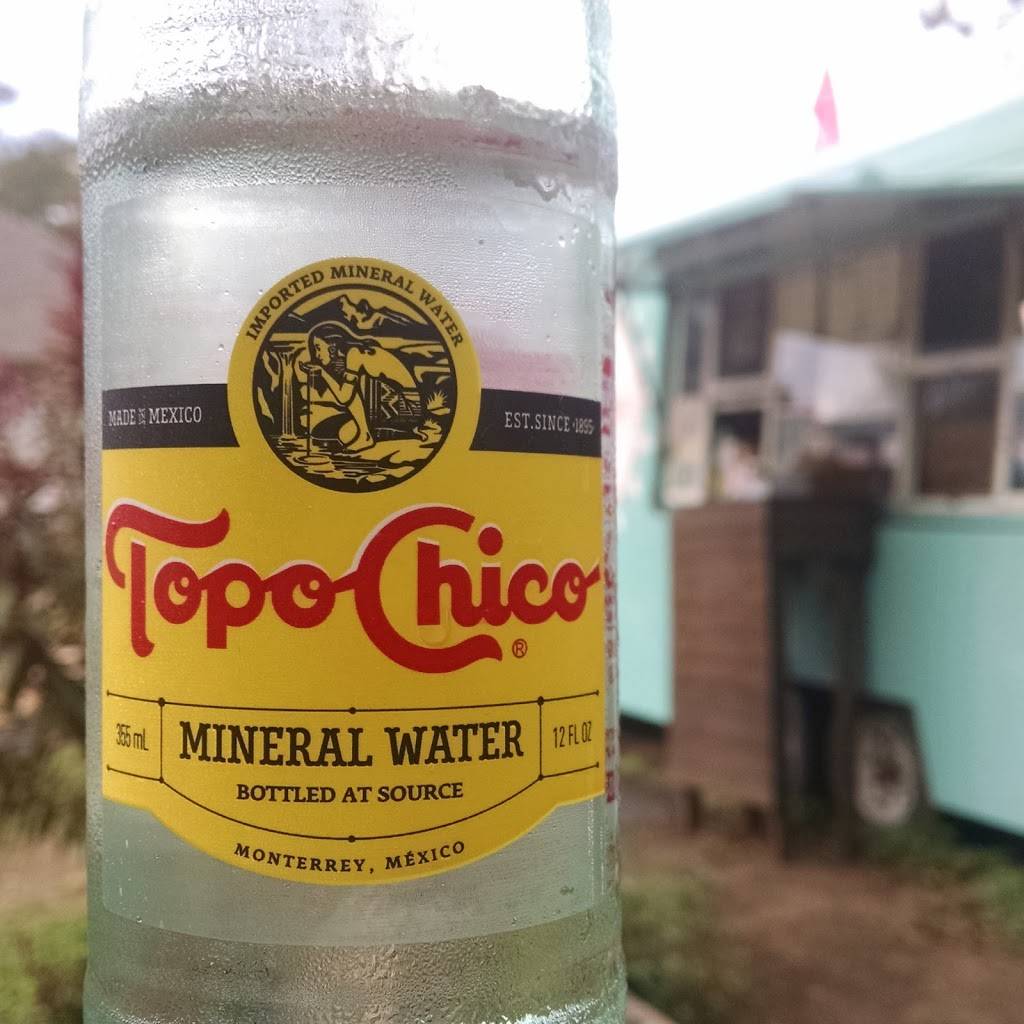 IMPORTED MINERAL WATER
MADE IN MEXICO
EST. SINCE ·1895·
Topo Chico®
355 mL
MINERAL WATER
12 FL OZ
BOTTLED AT SOURCE
MONTERREY, MÉXICO